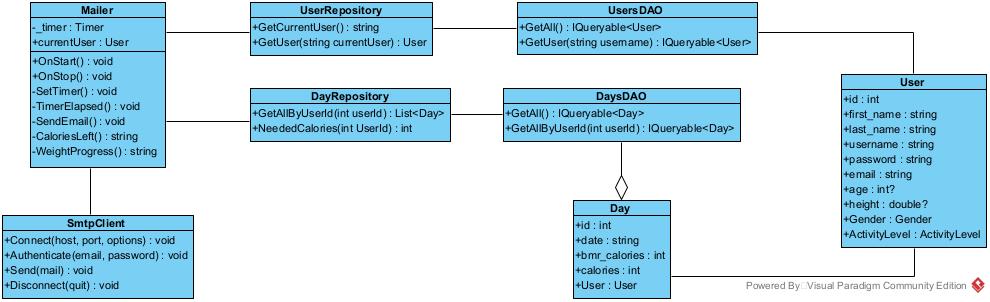 Mailer
-_timer : Timer
+currentUser : User
+OnStart() : void
+OnStop() : void
-SetTimer() : void
-TimerElapsed() : void
-SendEmail() : void
-CaloriesLeft() : string
-WeightProgress() : string
UserRepository
+GetCurrentUser() : string
+GetUser(string currentUser) : User
UsersDAO
+GetAll() : IQueryable<User>
+GetUser(string username) : IQueryable<User>
DayRepository
+GetAllByUserId(int userId) : List<Day>
+NeededCalories(int UserId) : int
DaysDAO
+GetAll() : IQueryable<Day>
+GetAllByUserId(int userId) : IQueryable<Day>
User
+id : int
+first_name : string
+last_name : string
+username : string
+password : string
+email : string
+age : int?
+height : double?
+Gender : Gender
+ActivityLevel : ActivityLevel
SmtpClient
+Connect(host, port, options) : void
+Authenticate(email, password) : void
+Send(mail) : void
+Disconnect(quit) : void
Day
+id : int
+date : string
+bmr_calories : int
+calories : int
+User : User
Powered By Visual Paradigm Community Edition